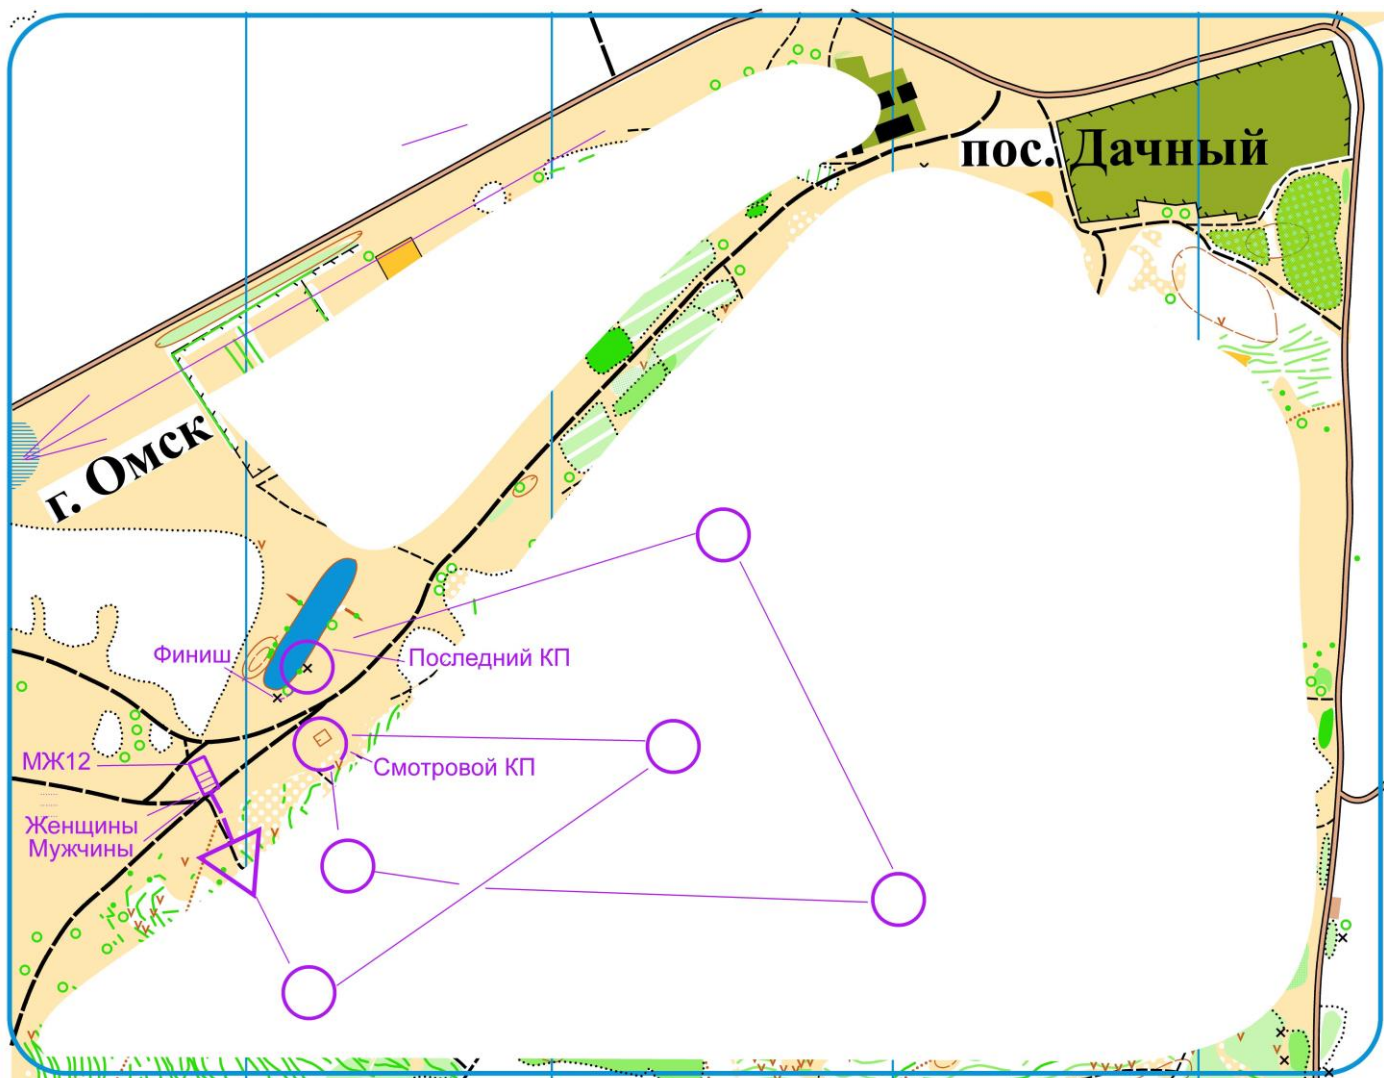 пос. Дачный
г. Омск
Финиш
Последний КП
МЖ12
Смотровой КП
Женщины
Мужчины